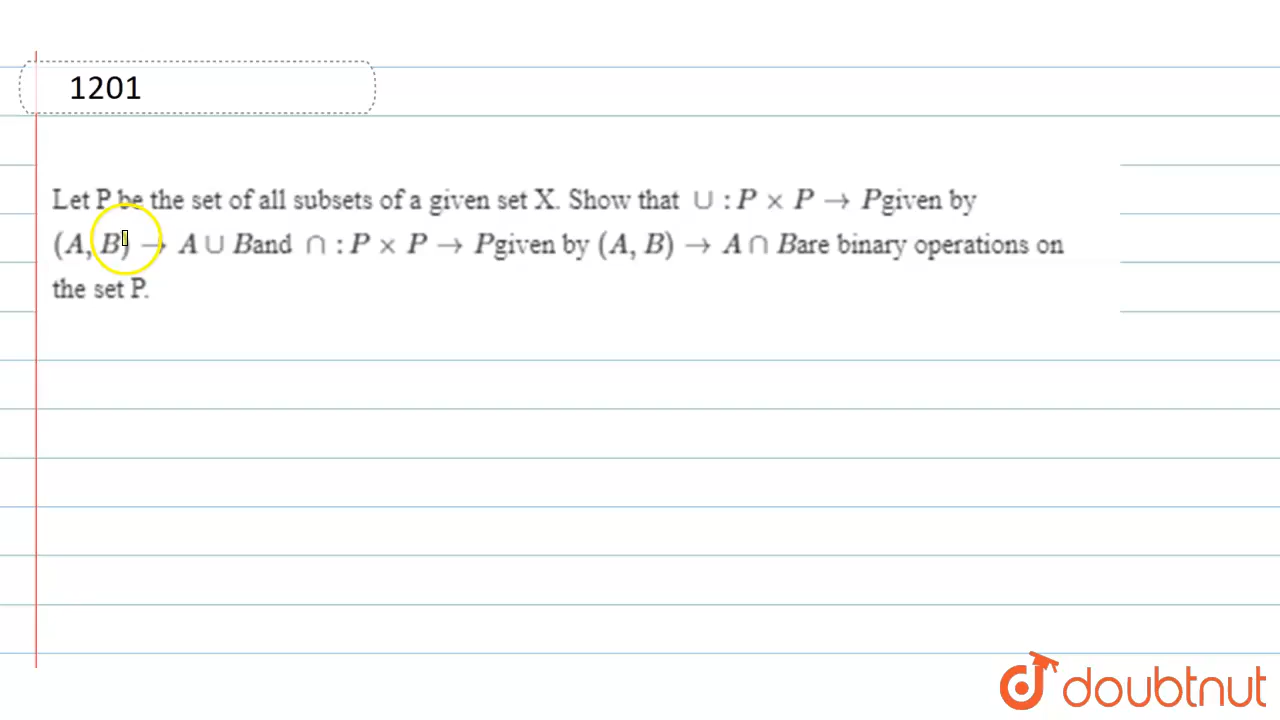 1201
Let P be the set of all subsets of a given set X. Show that ∪ : P × P → Pgiven by
(A, B) → A ∪ Band ∩ : P × P → Pgiven by (A, B) → A ∩ Bare binary operations on
the set P.
doubtnut